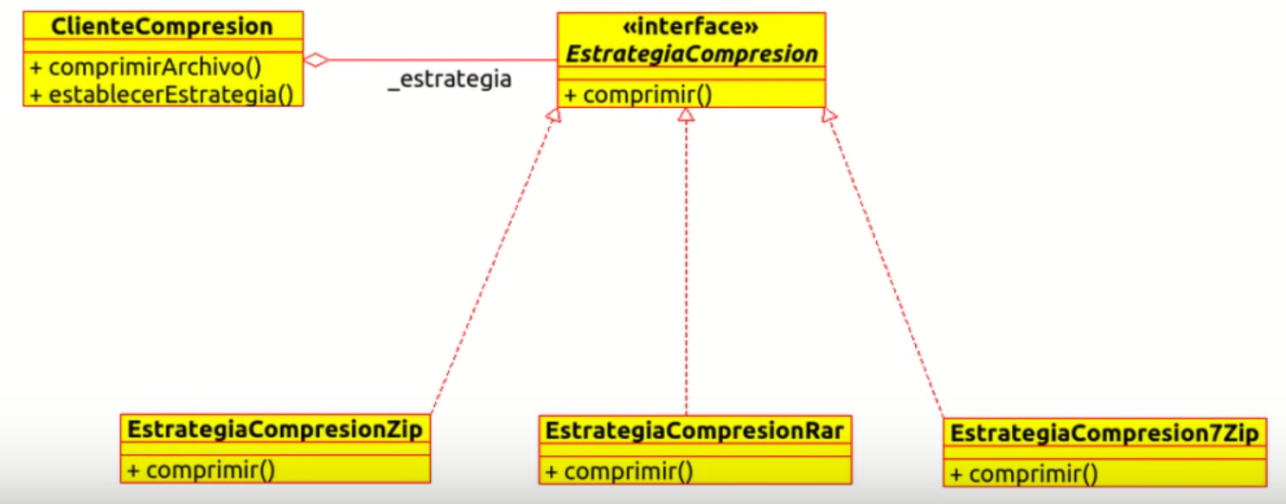 ClienteCompresion
+ comprimirArchivo()
+ establecerEstrategia()
_estrategia
«interface»
EstrategiaCompresion
+ comprimir()
EstrategiaCompresionZip
+ comprimir()
EstrategiaCompresionRar
+ comprimir()
EstrategiaCompresion7Zip
+ comprimir()